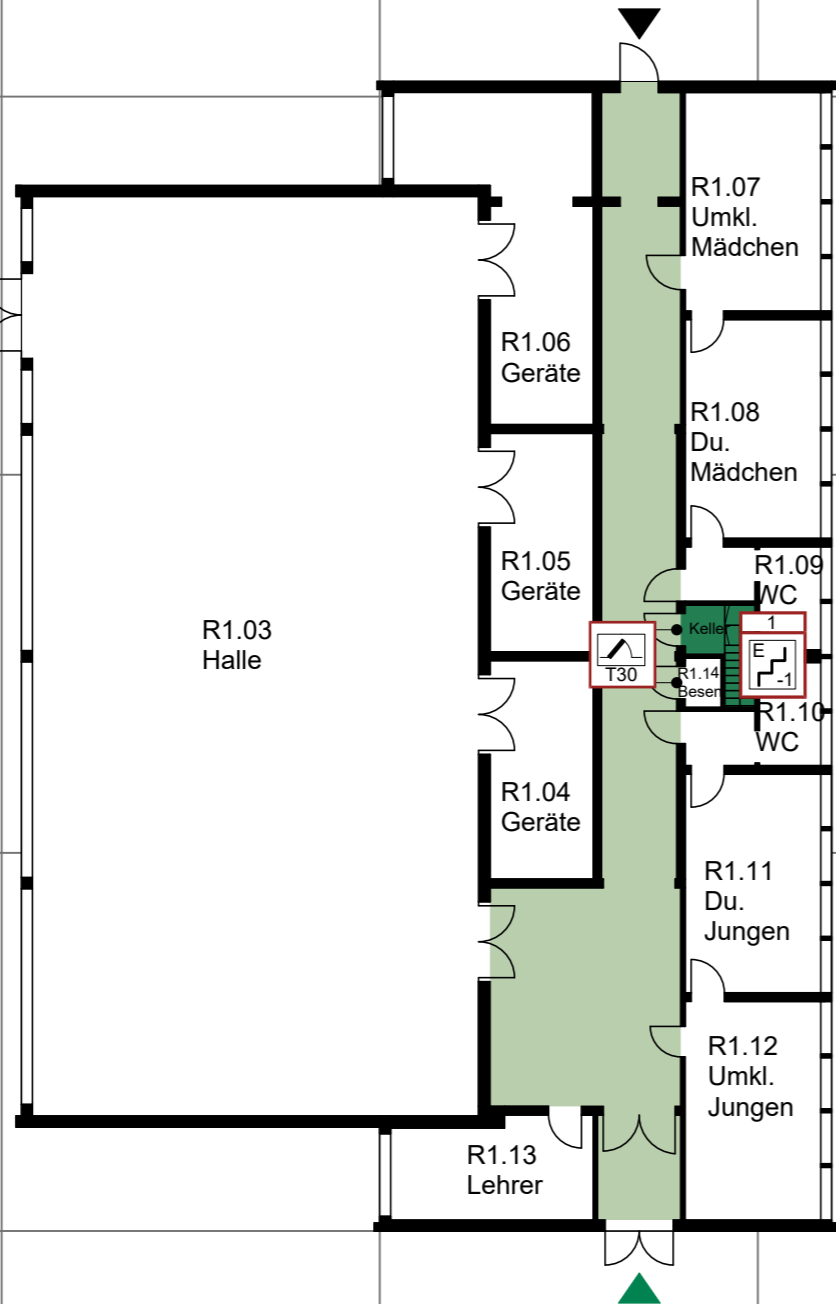 R1.07
Umkl.
Mädchen
R1.06
Geräte
R1.08
Du.
Mädchen
R1.05
Geräte
R1.09
WC
Keller
1
E
-1
T30
R1.14
Besen
R1.03
Halle
R1.10
WC
R1.04
Geräte
R1.11
Du.
Jungen
R1.12
Umkl.
Jungen
R1.13
Lehrer